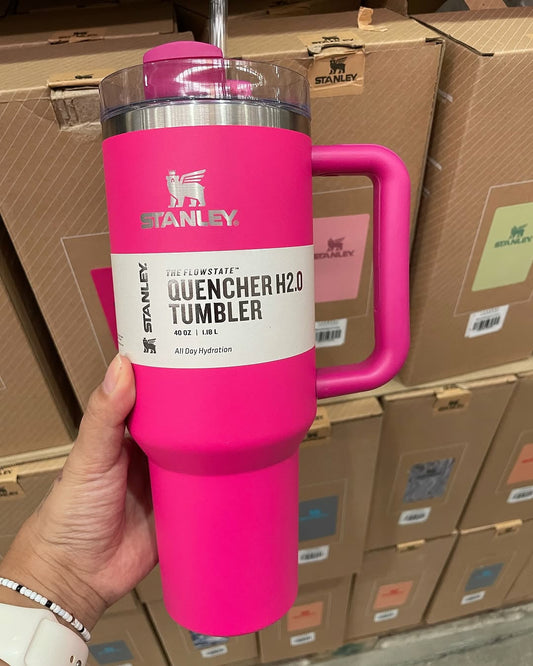 STANLEY
STANLEY®
STANLEY
THE FLOWSTATE™
QUENCHER H2.0
TUMBLER
40 OZ | 1.18 L
All Day Hydration
STANLEY
STANLEY